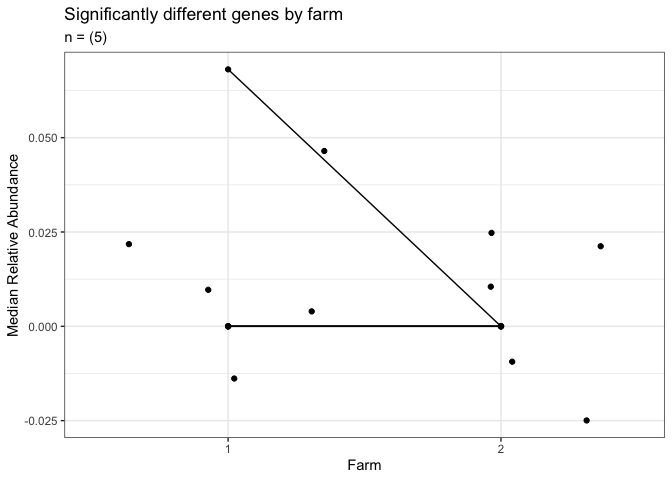 Significantly different genes by farm
n = (5)
Median Relative Abundance
0.050
0.025
0.000
-0.025
1
2
Farm